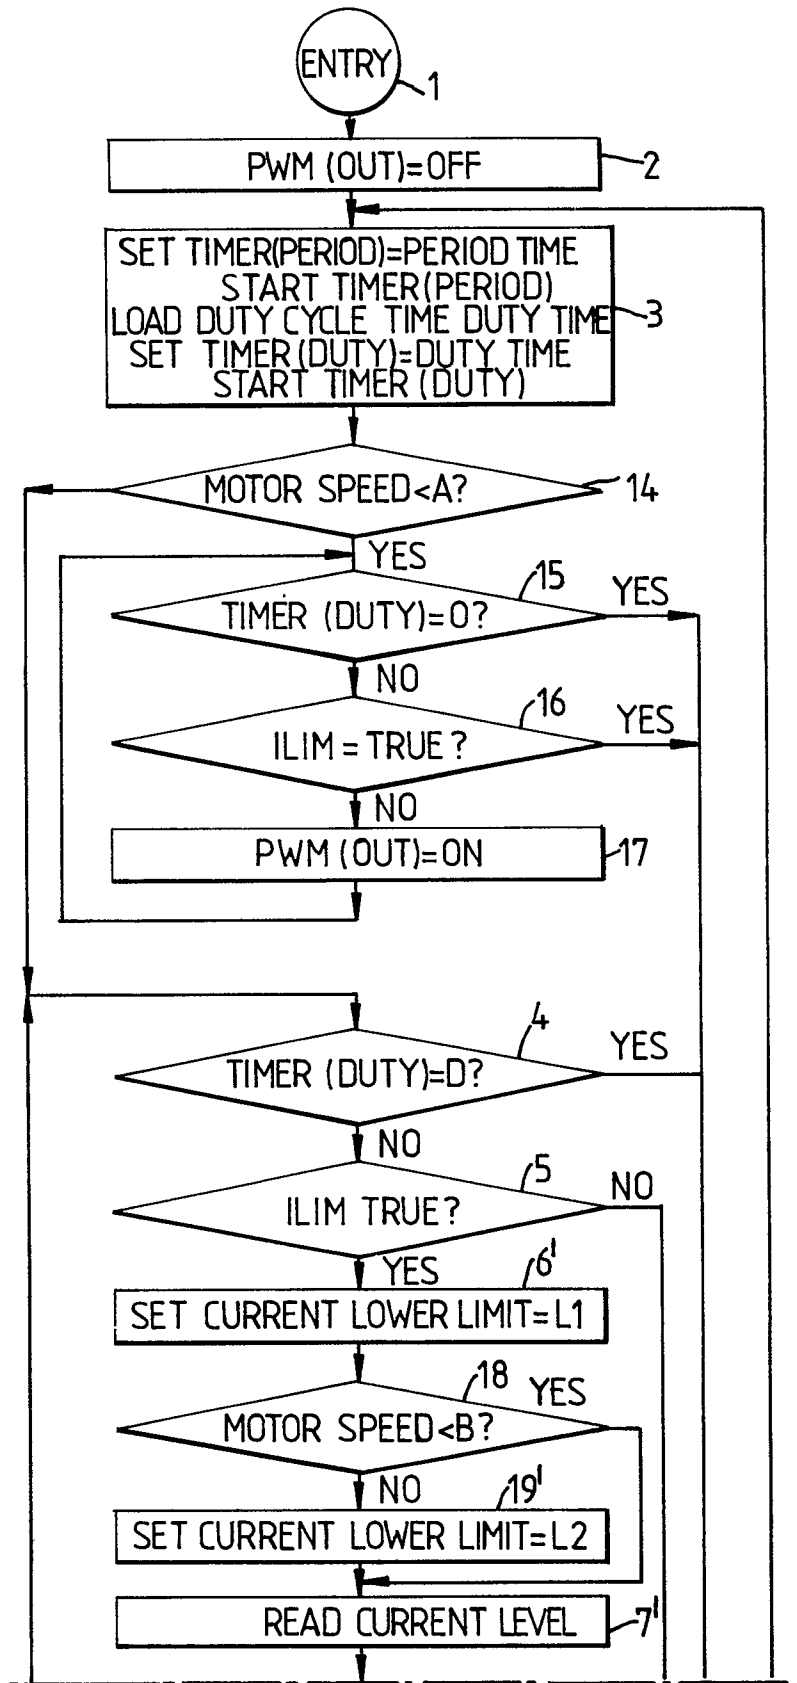 ENTRY
1
PWM (OUT)=OFF
2
SET TIMER(PERIOD)=PERIOD TIME
START TIMER(PERIOD)
LOAD DUTY CYCLE TIME DUTY TIME
3
SET TIMER(DUTY)=DUTY TIME
START TIMER (DUTY)
MOTOR SPEED<A?
14
YES
15
TIMER (DUTY)=0?
YES
NO
16
ILIM = TRUE?
YES
NO
PWM (OUT)=ON
17
4
TIMER (DUTY)=D?
YES
NO
5
ILIM TRUE?
NO
YES
6'
SET CURRENT LOWER LIMIT=L1
18
YES
MOTOR SPEED<B?
NO
19'
SET CURRENT LOWER LIMIT=L2
READ CURRENT LEVEL
7'